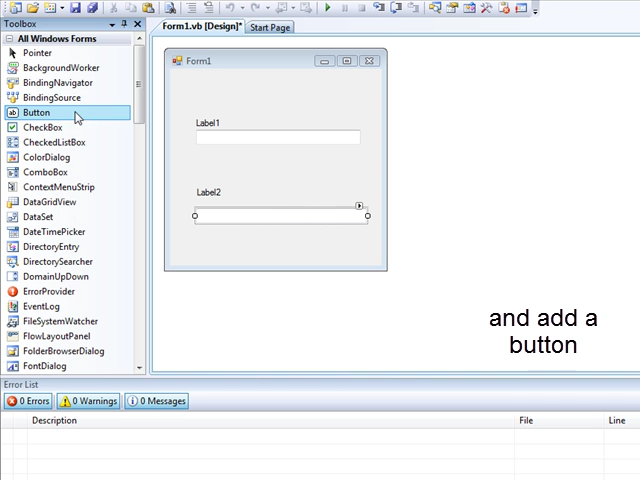 Toolbox
Form1.vb [Design]*
Start Page
All Windows Forms
Pointer
BackgroundWorker
BindingNavigator
BindingSource
Button
CheckBox
CheckedListBox
ColorDialog
ComboBox
ContextMenuStrip
DataGridView
DataSet
DateTimePicker
DirectoryEntry
DirectorySearcher
DomainUpDown
ErrorProvider
EventLog
FileSystemWatcher
FlowLayoutPanel
FolderBrowserDialog
FontDialog
Form1
Label1
Label2
and add a
button
Error List
0 Errors
0 Warnings
0 Messages
Description
File
Line